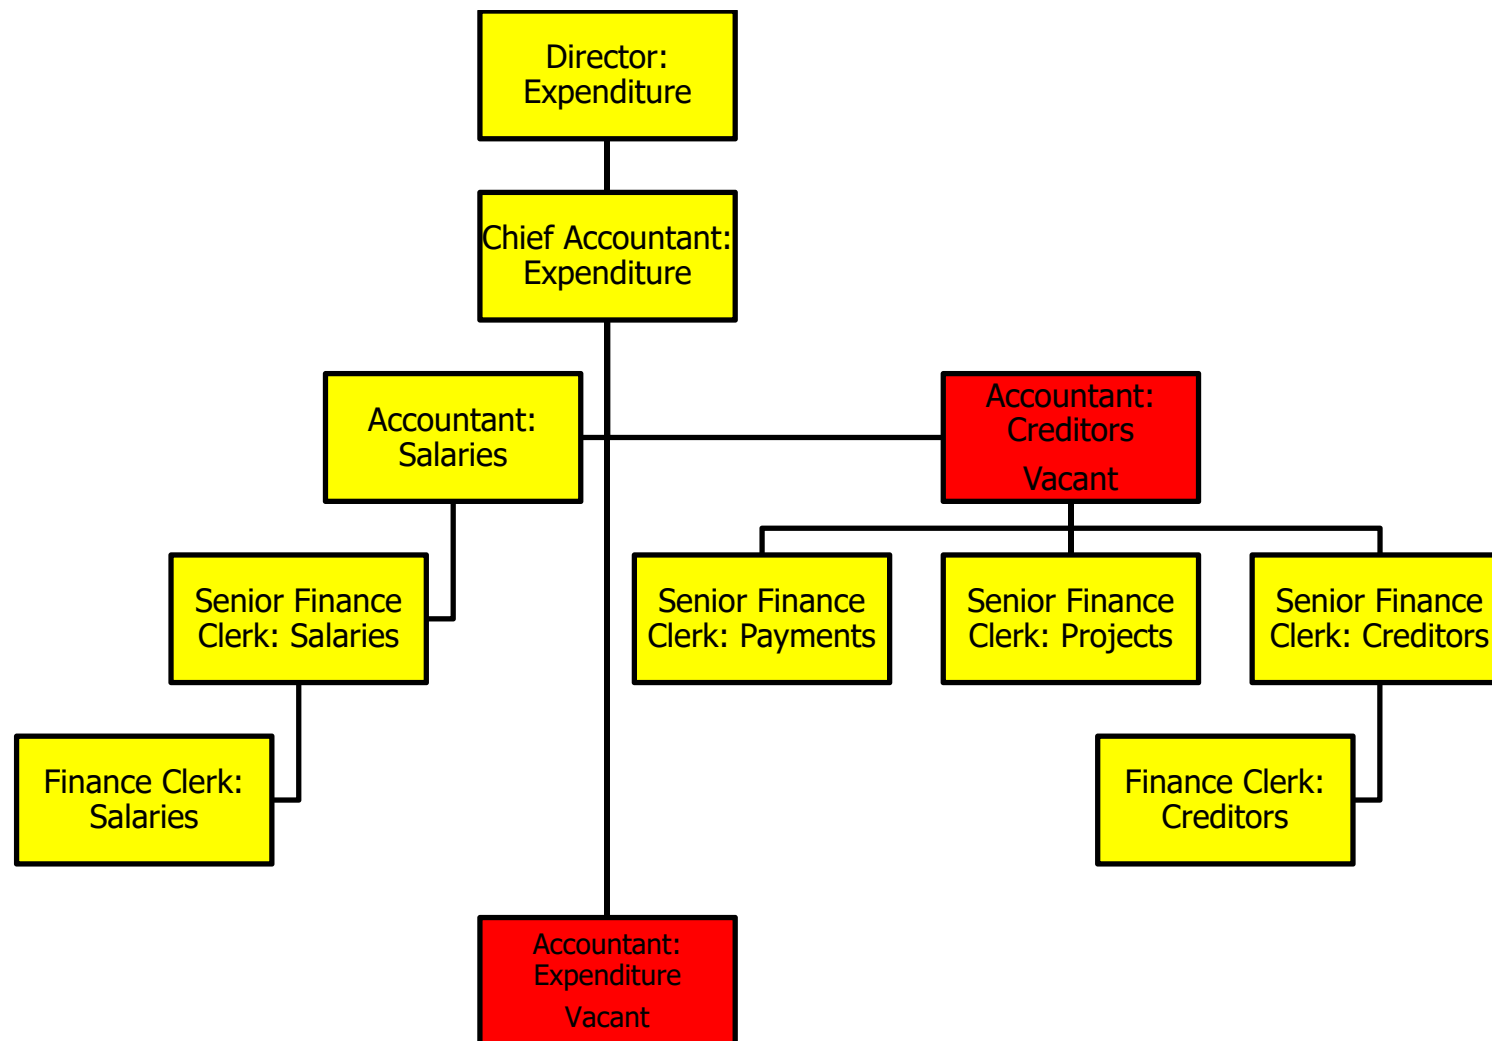 Director:
Expenditure
Chief Accountant:
Expenditure
Accountant:
Salaries
Accountant:
Creditors
Vacant
Senior Finance
Clerk: Salaries
Senior Finance
Clerk: Payments
Senior Finance
Clerk: Projects
Senior Finance
Clerk: Creditors
Finance Clerk:
Salaries
Finance Clerk:
Creditors
Accountant:
Expenditure
Vacant